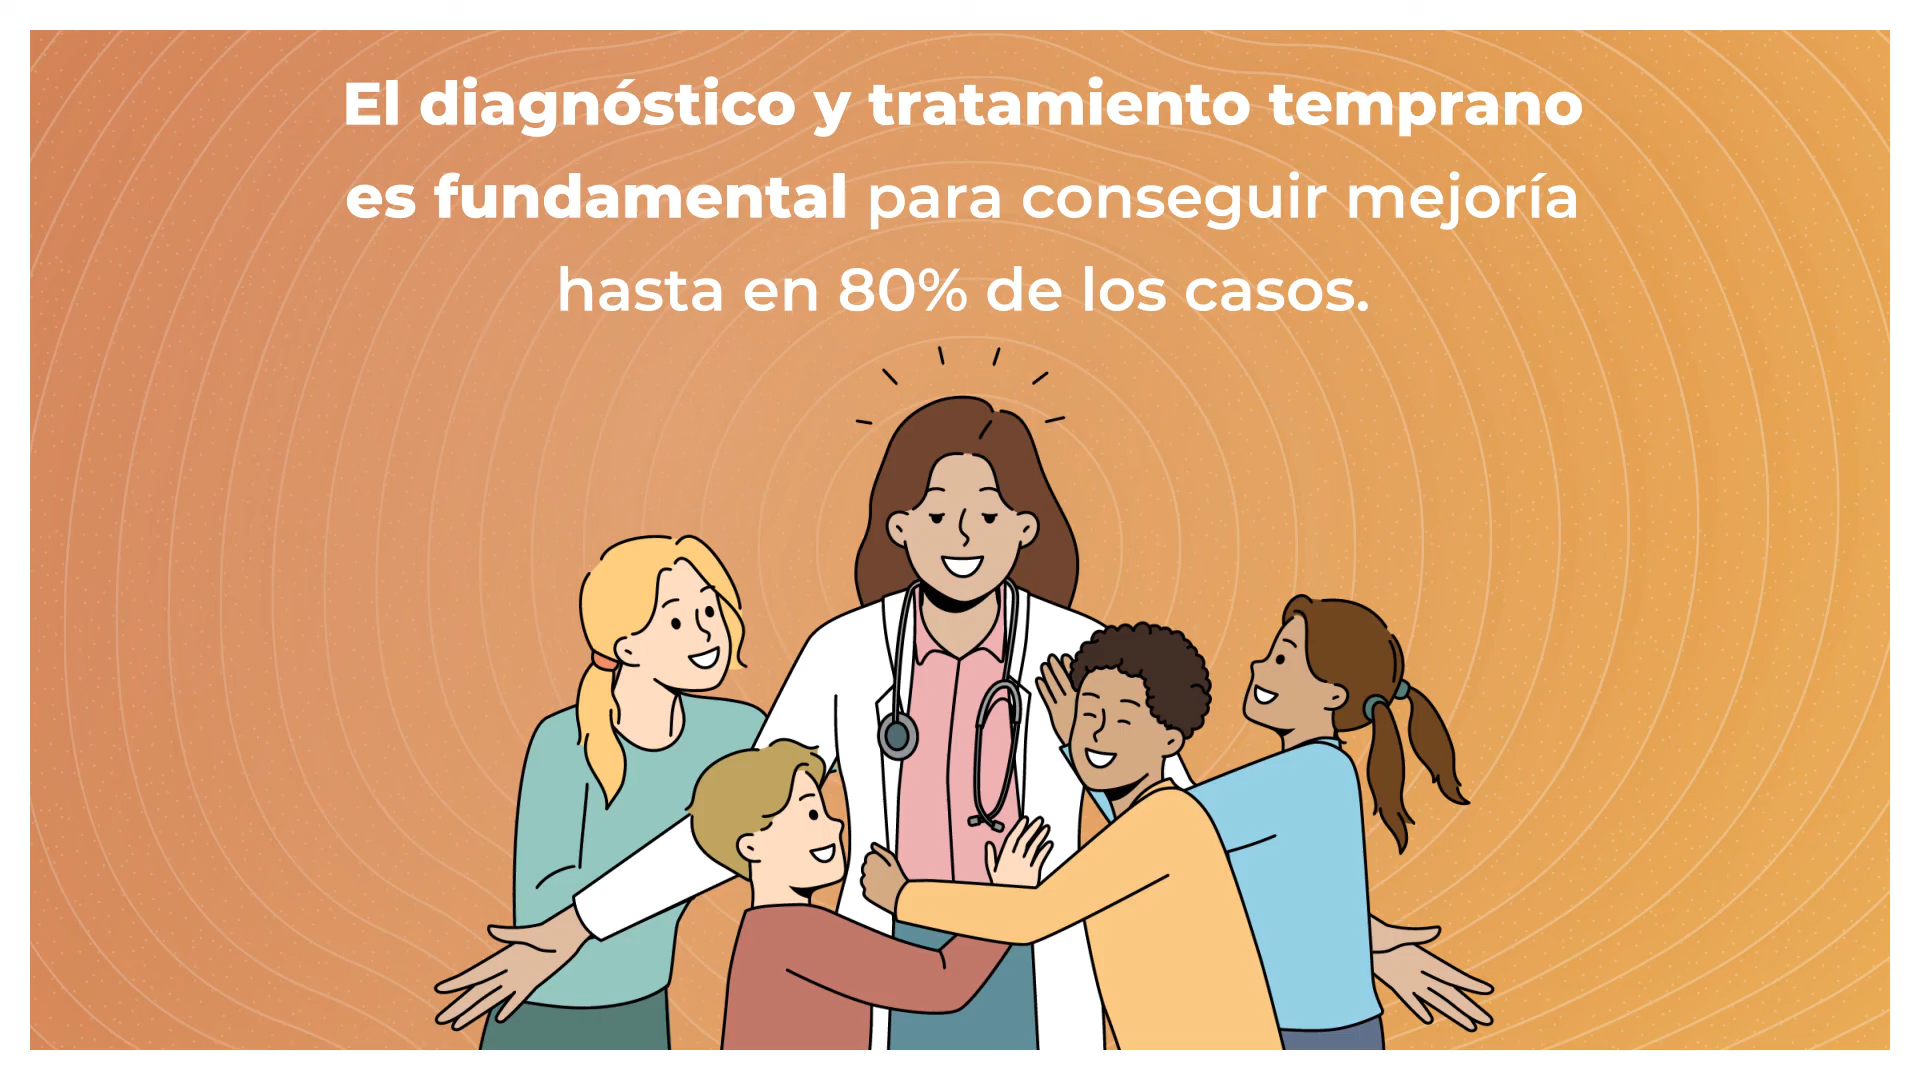 El diagnóstico y tratamiento temprano
es fundamental para conseguir mejoría
hasta en 80% de los casos.